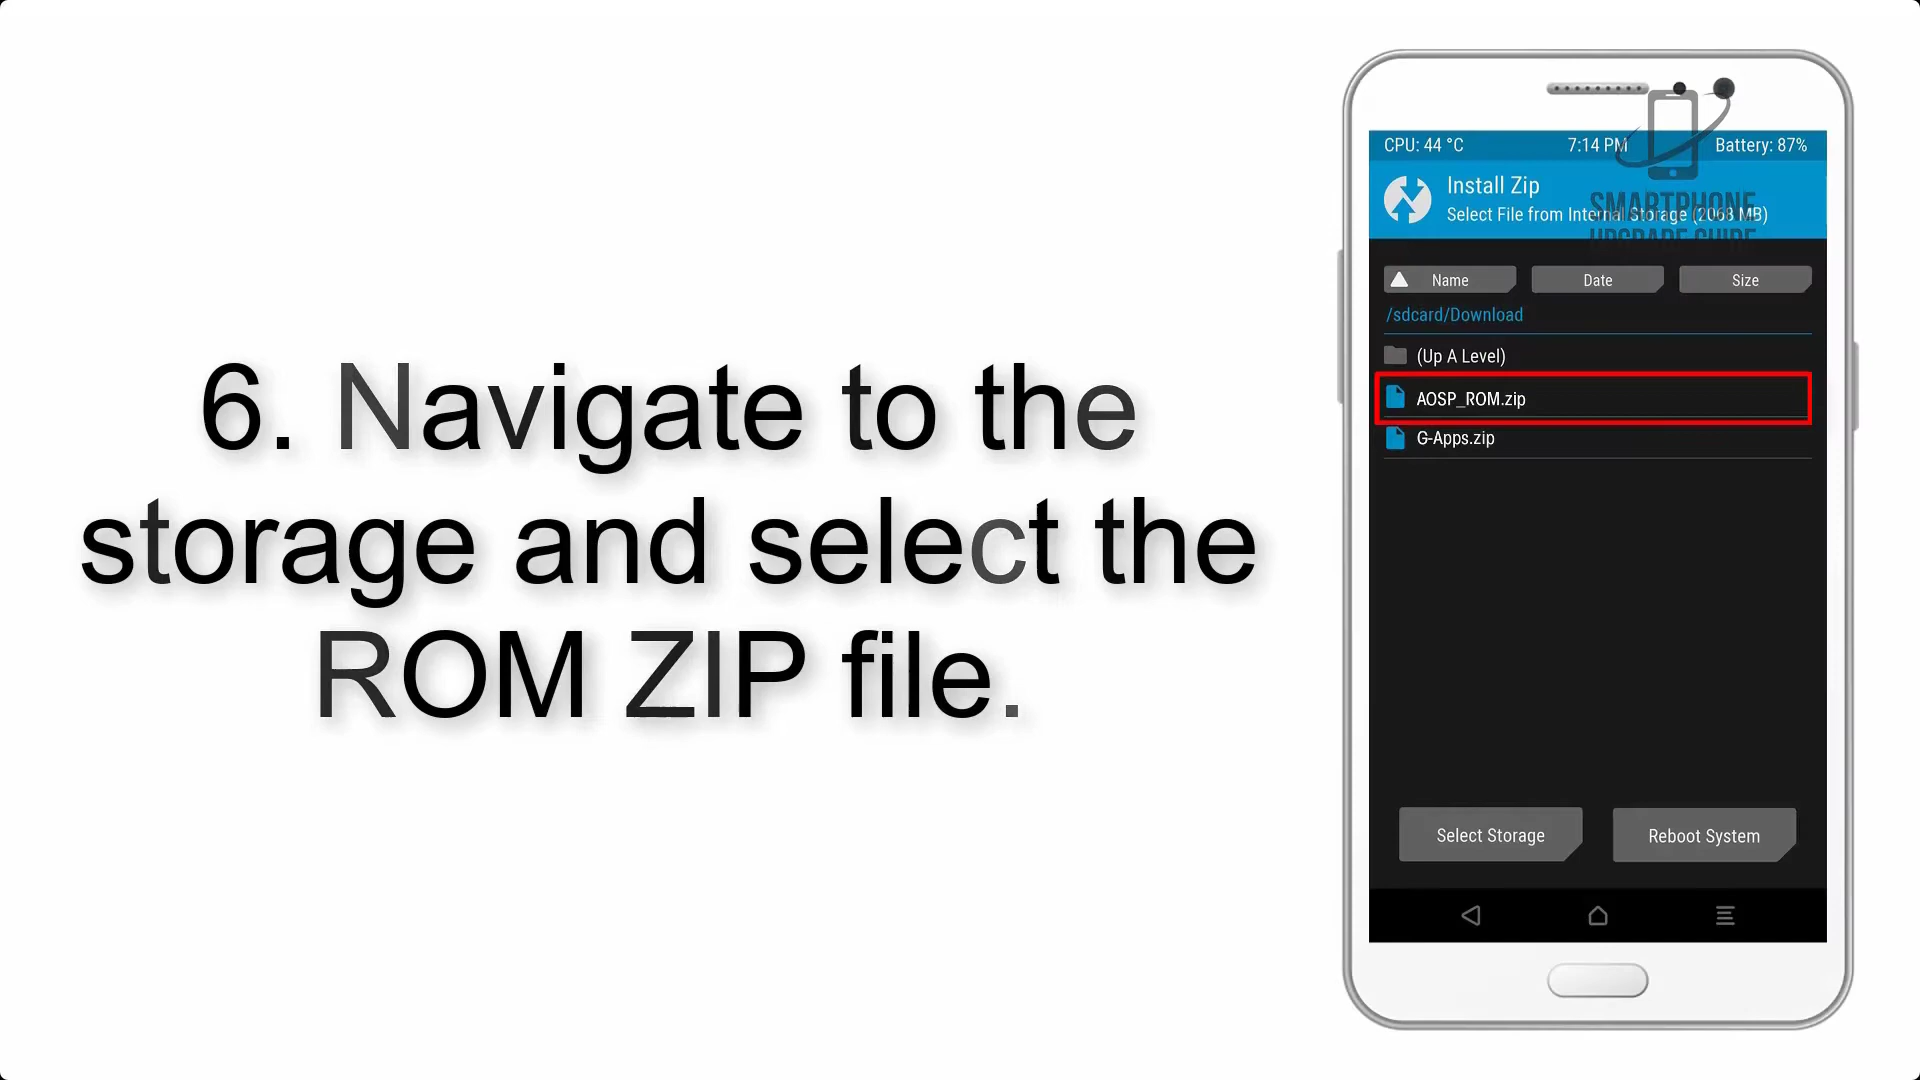 6. Navigate to the
storage and select the
ROM ZIP file.
CPU: 44 °C 7:14 PM Battery: 87%
Install Zip
Select File from Internal Storage (2068 MB)
SMARTPHONE
UPGRADE GUIDE
Name Date Size
/sdcard/Download
(Up A Level)
AOSP_ROM.zip
G-Apps.zip
Select Storage Reboot System